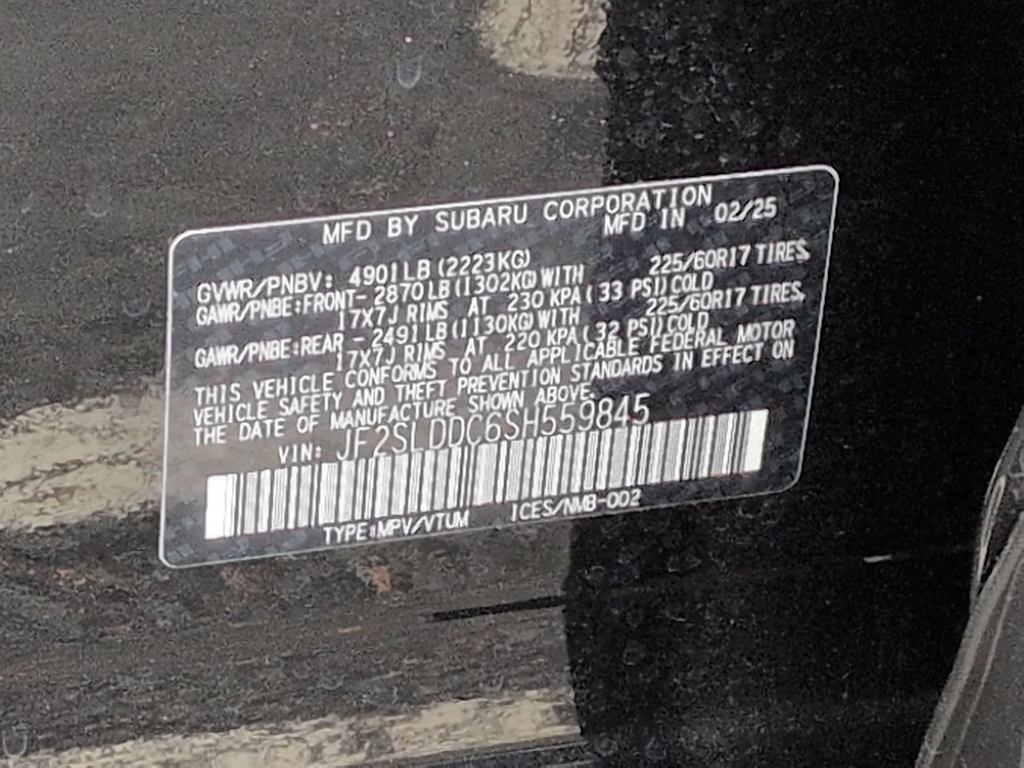 MFD BY SUBARU CORPORATION
MFD IN 02/25
GVWR/PNBV: 4901LB (2223KG)
GAWR/PNBE:FRONT- 2870LB(1302KG)WITH 225/60R17 TIRES
17X7J RIMS AT 230 KPA( 33 PSI)COLD
GAWR/PNBE:REAR - 2491LB(1130KG)WITH 225/60R17 TIRES,
17X7J RIMS AT 220 KPA(32 PSI)COLD
THIS VEHICLE CONFORMS TO ALL APPLICABLE FEDERAL MOTOR
VEHICLE SAFETY AND THEFT PREVENTION STANDARDS IN EFFECT ON
THE DATE OF MANUFACTURE SHOWN ABOVE.
VIN: JF2SLDDC6SH559845
TYPE:MPV/VTUM ICES/NMB-002